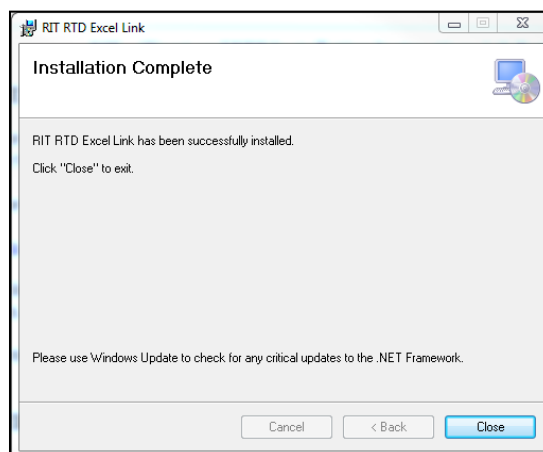 RIT RTD Excel Link
Installation Complete
RIT RTD Excel Link has been successfully installed.
Click "Close" to exit.
Please use Windows Update to check for any critical updates to the .NET Framework.
Cancel
< Back
Close